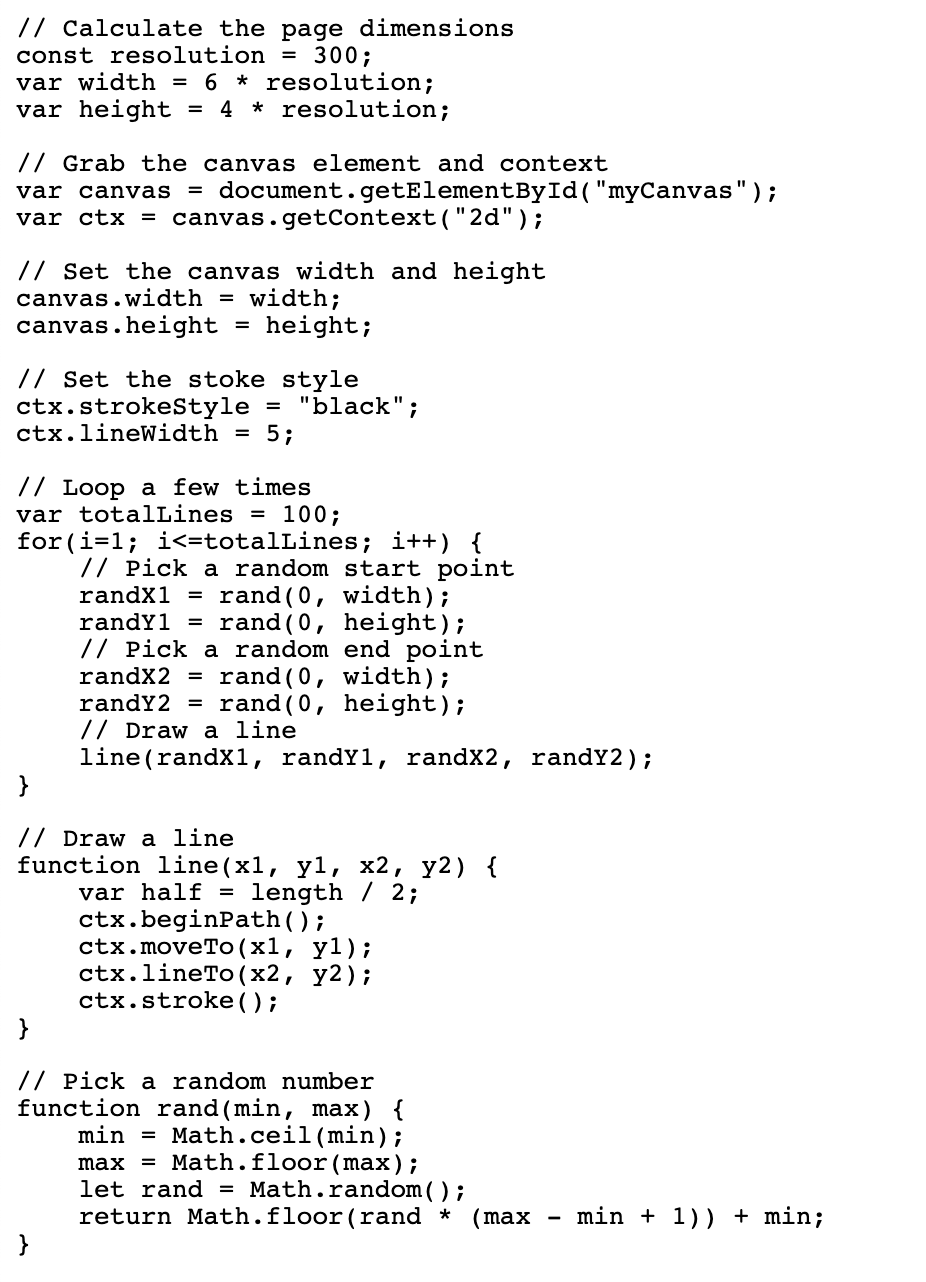 // Calculate the page dimensions
const resolution = 300;
var width = 6 * resolution;
var height = 4 * resolution;

// Grab the canvas element and context
var canvas = document.getElementById("myCanvas");
var ctx = canvas.getContext("2d");

// Set the canvas width and height
canvas.width = width;
canvas.height = height;

// Set the stoke style
ctx.strokeStyle = "black";
ctx.lineWidth = 5;

// Loop a few times
var totalLines = 100;
for(i=1; i<=totalLines; i++) {
    // Pick a random start point
    randX1 = rand(0, width);
    randY1 = rand(0, height);
    // Pick a random end point
    randX2 = rand(0, width);
    randY2 = rand(0, height);
    // Draw a line
    line(randX1, randY1, randX2, randY2);
}

// Draw a line
function line(x1, y1, x2, y2) {
    var half = length / 2;
    ctx.beginPath();
    ctx.moveTo(x1, y1);
    ctx.lineTo(x2, y2);
    ctx.stroke();
}

// Pick a random number
function rand(min, max) {
    min = Math.ceil(min);
    max = Math.floor(max);
    let rand = Math.random();
    return Math.floor(rand * (max - min + 1)) + min;
}